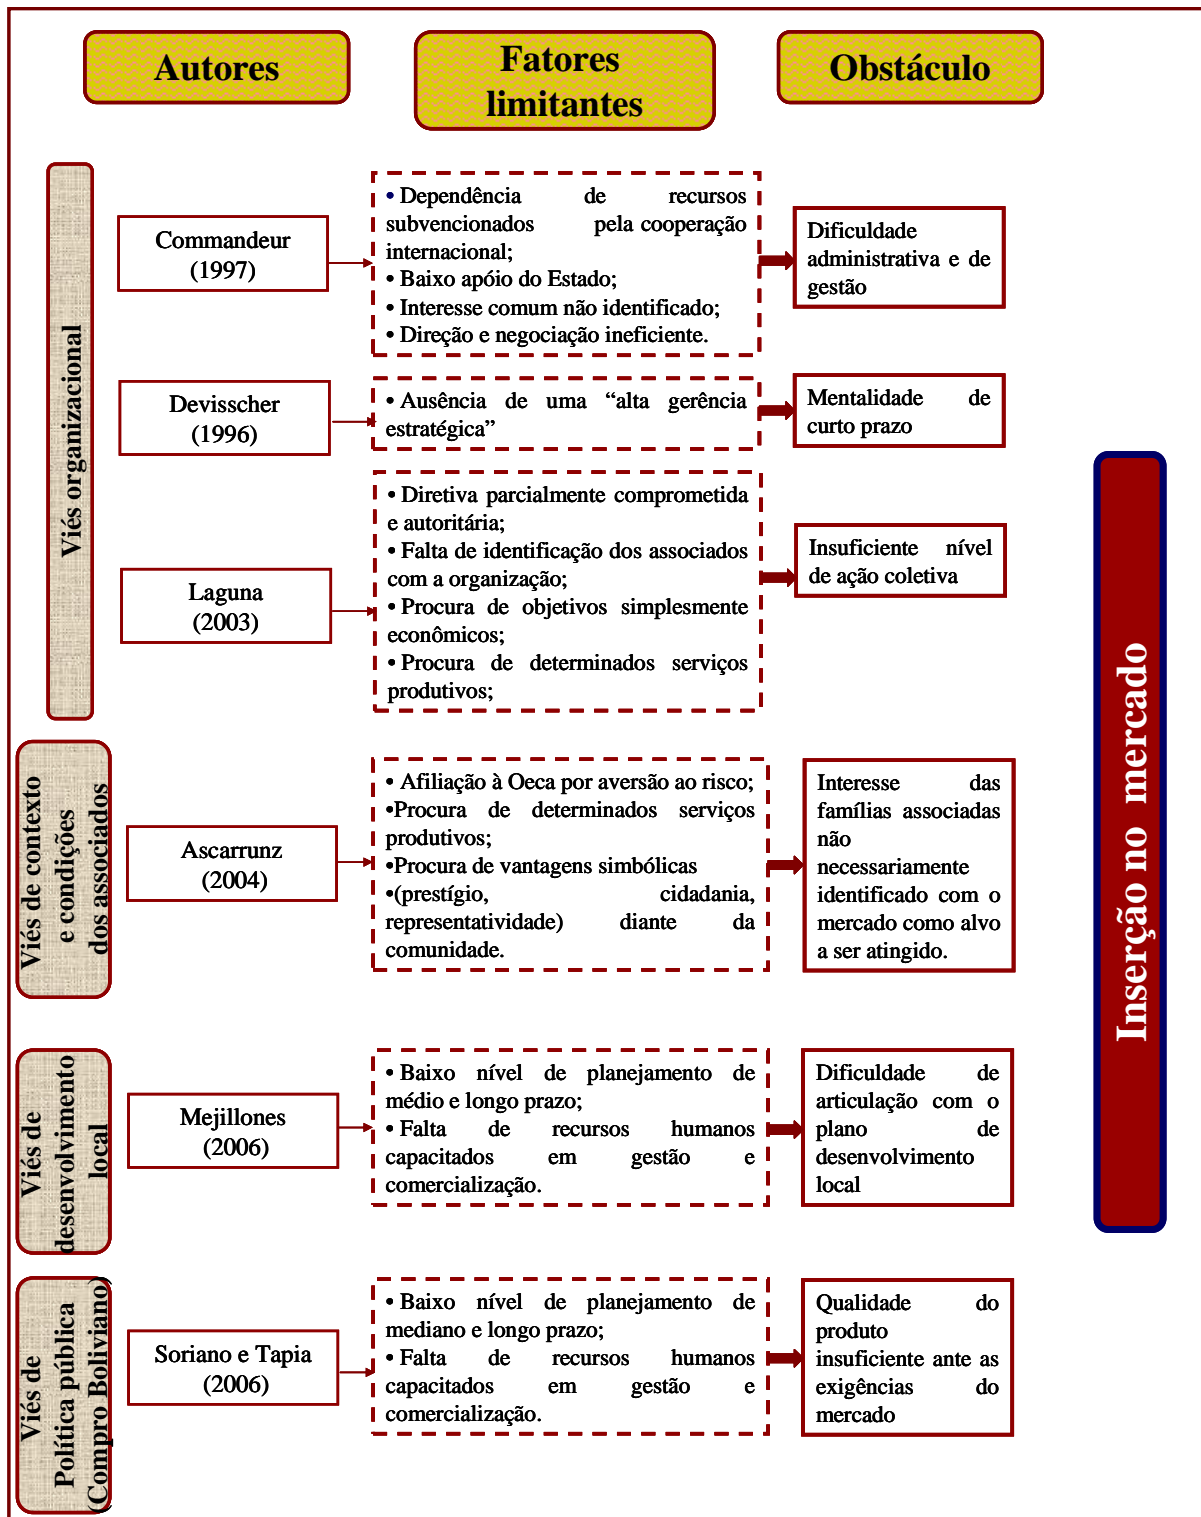 Autores
Fatores
limitantes
Obstáculo
Viés organizacional
Commandeur
(1997)
• Dependência de recursos
subvencionados pela cooperação
internacional;
• Baixo apóio do Estado;
• Interesse comum não identificado;
• Direção e negociação ineficiente.
Dificuldade
administrativa e de
gestão
Devisscher
(1996)
• Ausência de uma “alta gerência
estratégica”
Mentalidade de
curto prazo
Laguna
(2003)
• Diretiva parcialmente comprometida
e autoritária;
• Falta de identificação dos associados
com a organização;
• Procura de objetivos simplesmente
econômicos;
• Procura de determinados serviços
produtivos;
Insuficiente nível
de ação coletiva
Viés de contexto
e condições
dos associados
Ascarrunz
(2004)
• Afiliação à Oeca por aversão ao risco;
•Procura de determinados serviços
produtivos;
•Procura de vantagens simbólicas
•(prestígio, cidadania,
representatividade) diante da
comunidade.
Interesse das
famílias associadas
não
necessariamente
identificado com o
mercado como alvo
a ser atingido.
Viés de
desenvolvimento
local
Mejillones
(2006)
• Baixo nível de planejamento de
médio e longo prazo;
• Falta de recursos humanos
capacitados em gestão e
comercialização.
Dificuldade de
articulação com o
plano de
desenvolvimento
local
Viés de
Política pública
(Compro Boliviano)
Soriano e Tapia
(2006)
• Baixo nível de planejamento de
mediano e longo prazo;
• Falta de recursos humanos
capacitados em gestão e
comercialização.
Qualidade do
produto
insuficiente ante as
exigências do
mercado
Inserção no mercado